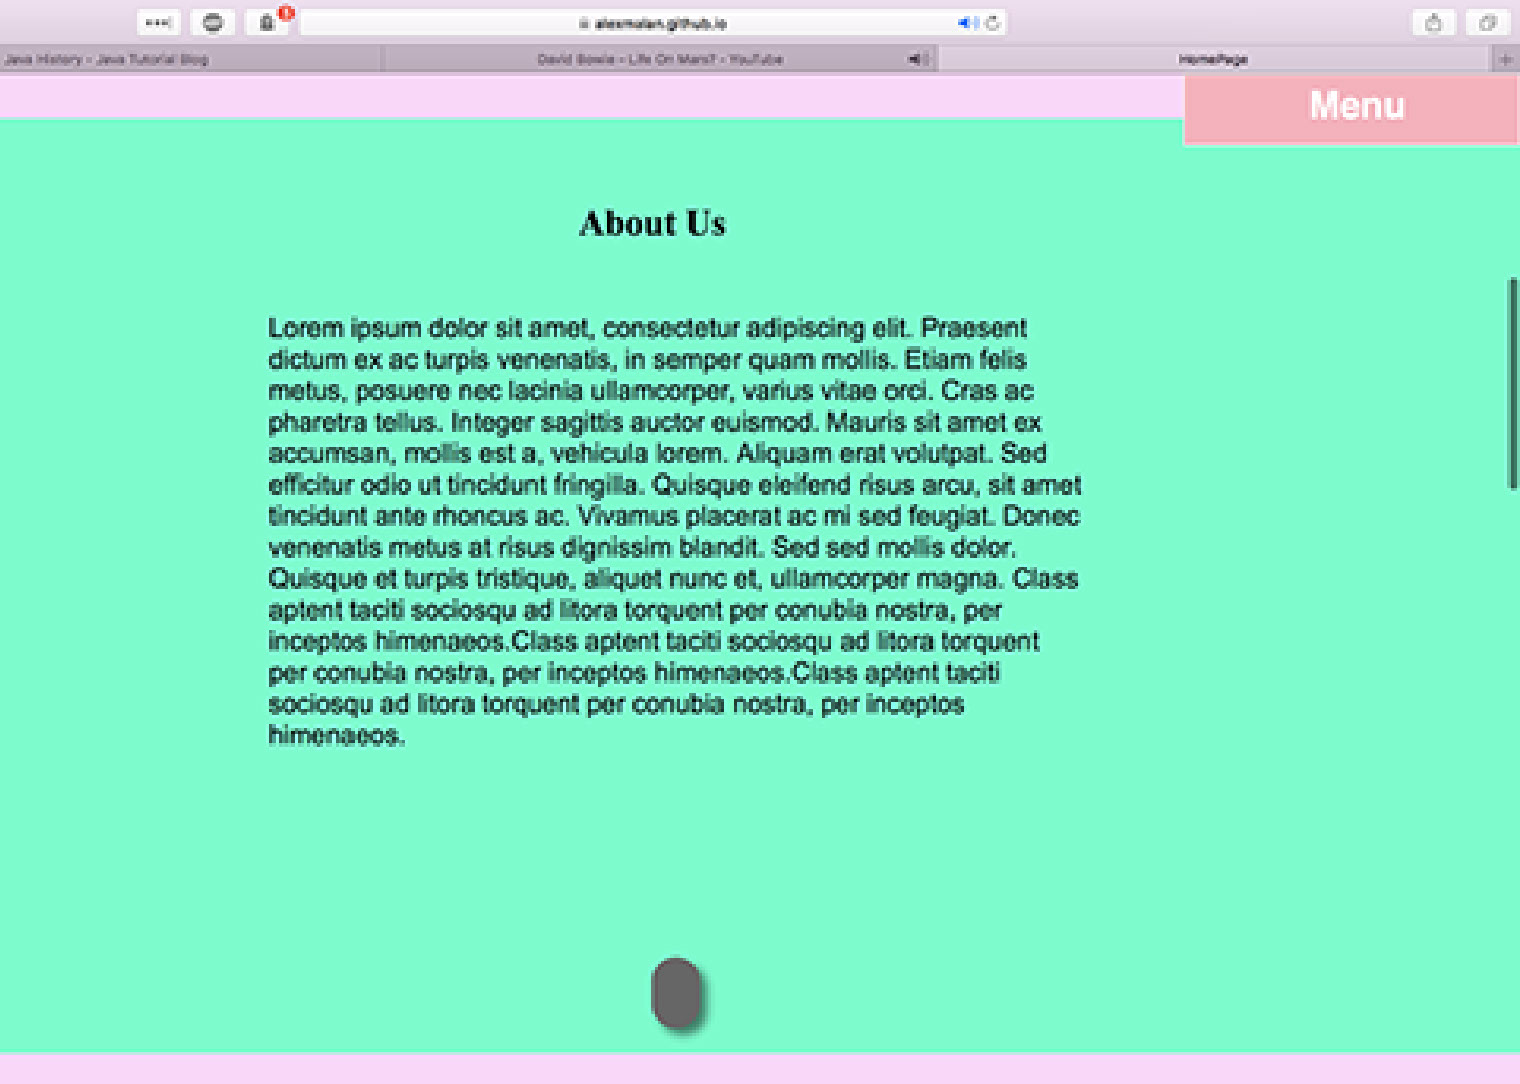 alexmalan.github.io
Java History - Java Tutorial Blog
David Bowie - Life On Mars? - YouTube
HomePage
Menu
About Us
Lorem ipsum dolor sit amet, consectetur adipiscing elit. Praesent
dictum ex ac turpis venenatis, in semper quam mollis. Etiam felis
metus, posuere nec lacinia ullamcorper, varius vitae orci. Cras ac
pharetra tellus. Integer sagittis auctor euismod. Mauris sit amet ex
accumsan, mollis est a, vehicula lorem. Aliquam erat volutpat. Sed
efficitur odio ut tincidunt fringilla. Quisque eleifend risus arcu, sit amet
tincidunt ante rhoncus ac. Vivamus placerat ac mi sed feugiat. Donec
venenatis metus at risus dignissim blandit. Sed sed mollis dolor.
Quisque et turpis tristique, aliquet nunc et, ullamcorper magna. Class
aptent taciti sociosqu ad litora torquent per conubia nostra, per
inceptos himenaeos.Class aptent taciti sociosqu ad litora torquent
per conubia nostra, per inceptos himenaeos.Class aptent taciti
sociosqu ad litora torquent per conubia nostra, per inceptos
himenaeos.